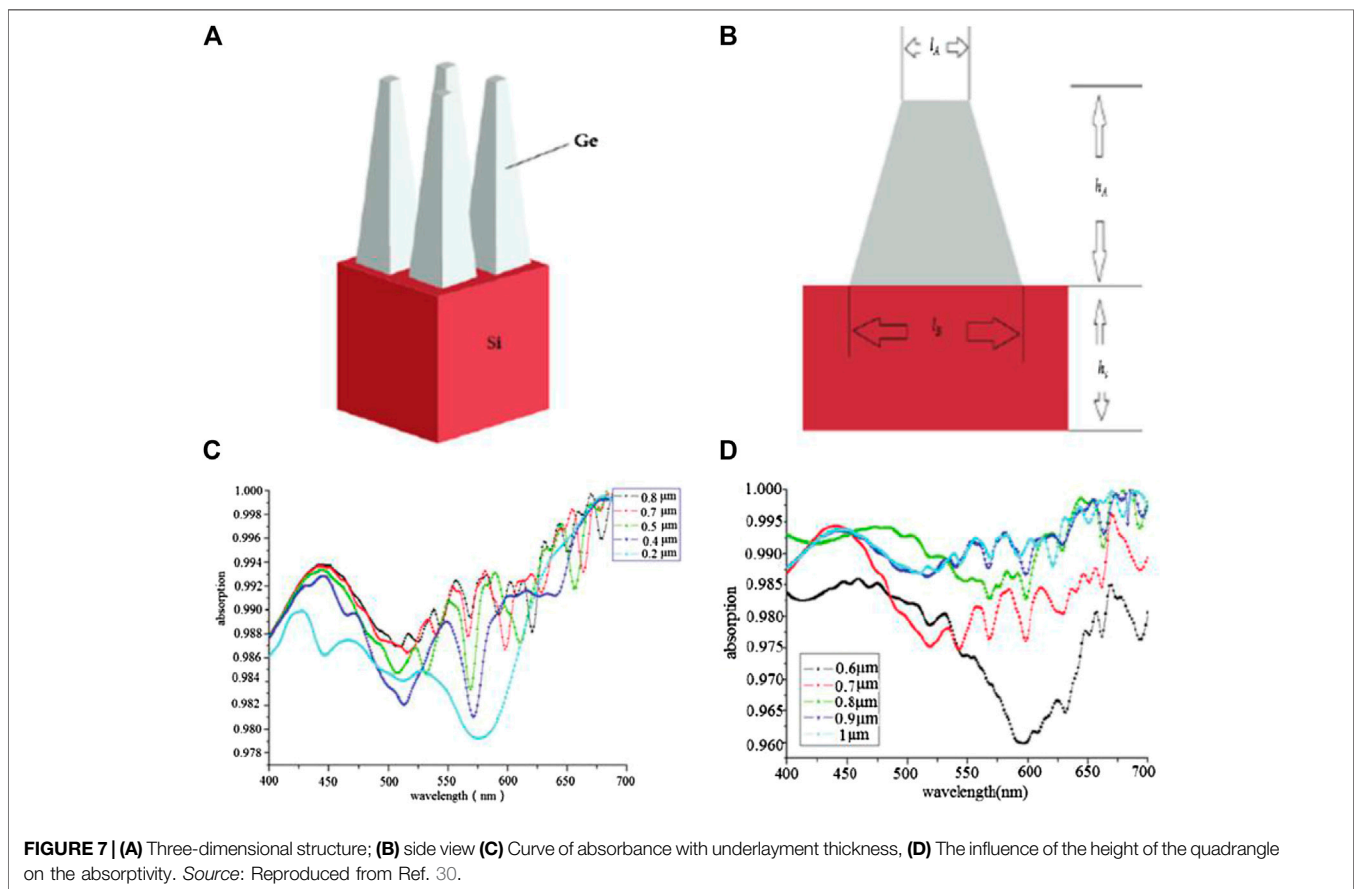 A
Ge
Si
B
l_A
h_A
l_B
h_s
C
1.000
0.998
0.996
0.994
0.992
0.990
0.988
0.986
0.984
0.982
0.980
0.978
absorption
400 450 500 550 600 650 700
wavelength ( nm )
0.8 μm
0.7 μm
0.5 μm
0.4 μm
0.2 μm
D
1.000
0.995
0.990
0.985
0.980
0.975
0.970
0.965
0.960
absorption
0.6μm
0.7μm
0.8μm
0.9μm
1μm
400 450 500 550 600 650 700
wavelength(nm)
FIGURE 7 | (A) Three-dimensional structure; (B) side view (C) Curve of absorbance with underlayment thickness, (D) The influence of the height of the quadrangle
on the absorptivity. Source: Reproduced from Ref. 30.